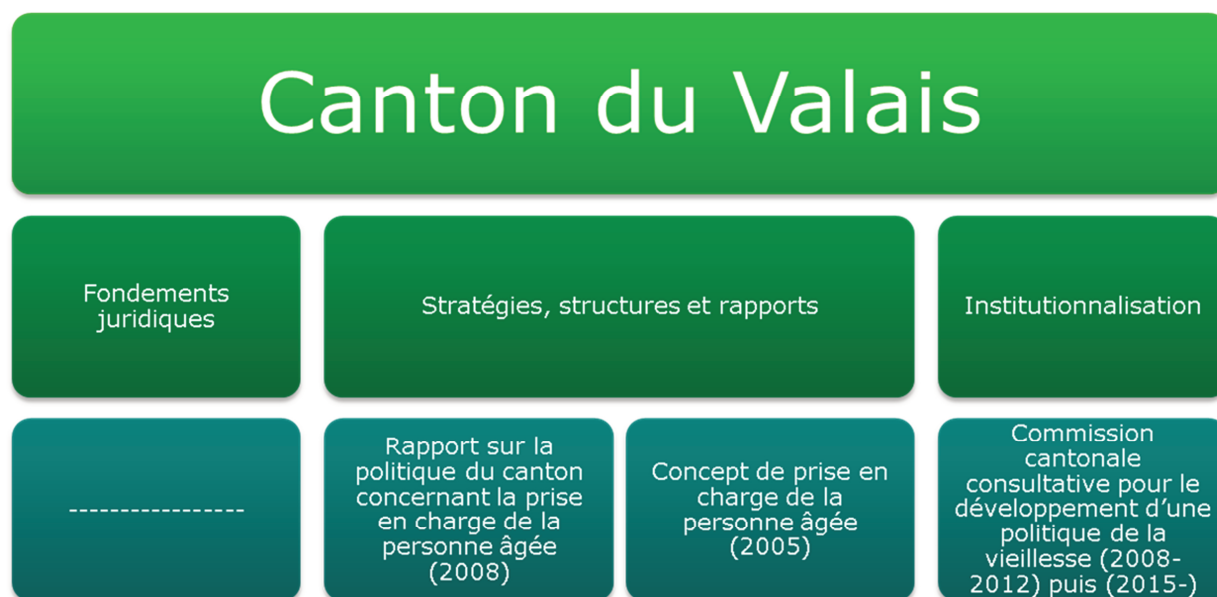 Canton du Valais
Fondements
juridiques
Stratégies, structures et rapports
Institutionnalisation
-----------------
Rapport sur la
politique du canton
concernant la prise
en charge de la
personne âgée
(2008)
Concept de prise en
charge de la
personne âgée
(2005)
Commission
cantonale
consultative pour le
développement d’une
politique de la
vieillesse (2008-
2012) puis (2015-)